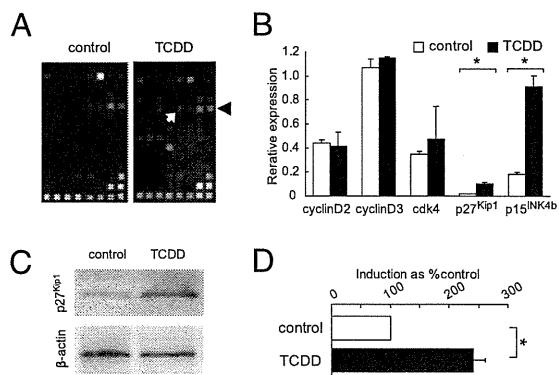 A
control TCDD
B
control TCDD
Rerative expression
1.2
1.0
0.8
0.6
0.4
0.2
0
* *
cyclinD2 cyclinD3 cdk4 p27Kip1 p15INK4b
C
control TCDD
p27Kip1
β-actin
D
Induction as %control
0 100 200 300
control
TCDD
*